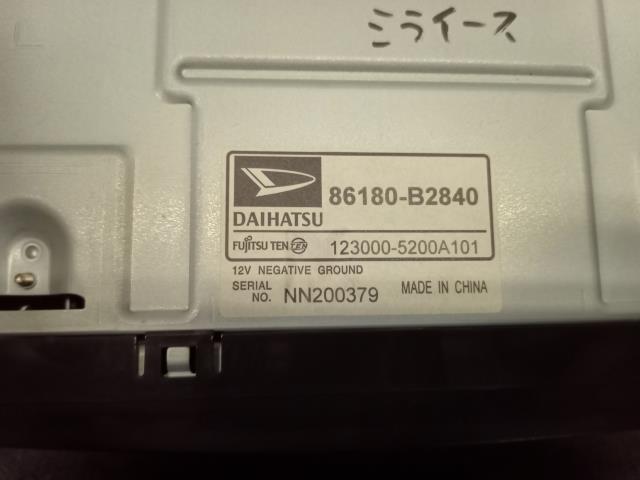 ミライース
86180-B2840
DAIHATSU
FUJITSU TEN TEN 123000-5200A101
12V NEGATIVE GROUND
SERIAL NO. NN200379 MADE IN CHINA